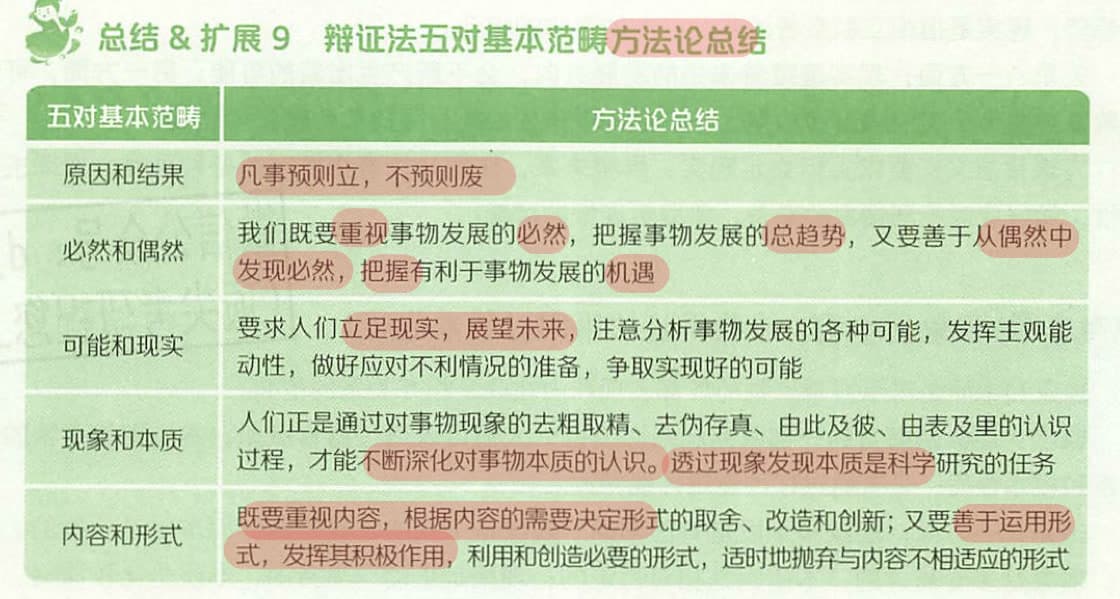 总结 & 扩展 9 辩证法五对基本范畴方法论总结
五对基本范畴 方法论总结
原因和结果 凡事预则立，不预则废
必然和偶然
我们既要重视事物发展的必然，把握事物发展的总趋势，又要善于从偶然中
发现必然，把握有利于事物发展的机遇
可能和现实
要求人们立足现实，展望未来，注意分析事物发展的各种可能，发挥主观能
动性，做好应对不利情况的准备，争取实现好的可能
现象和本质
人们正是通过对事物现象的去粗取精、去伪存真、由此及彼、由表及里的认识
过程，才能不断深化对事物本质的认识。透过现象发现本质是科学研究的任务
内容和形式
既要重视内容，根据内容的需要决定形式的取舍、改造和创新；又要善于运用形
式，发挥其积极作用，利用和创造必要的形式，适时地抛弃与内容不相适应的形式